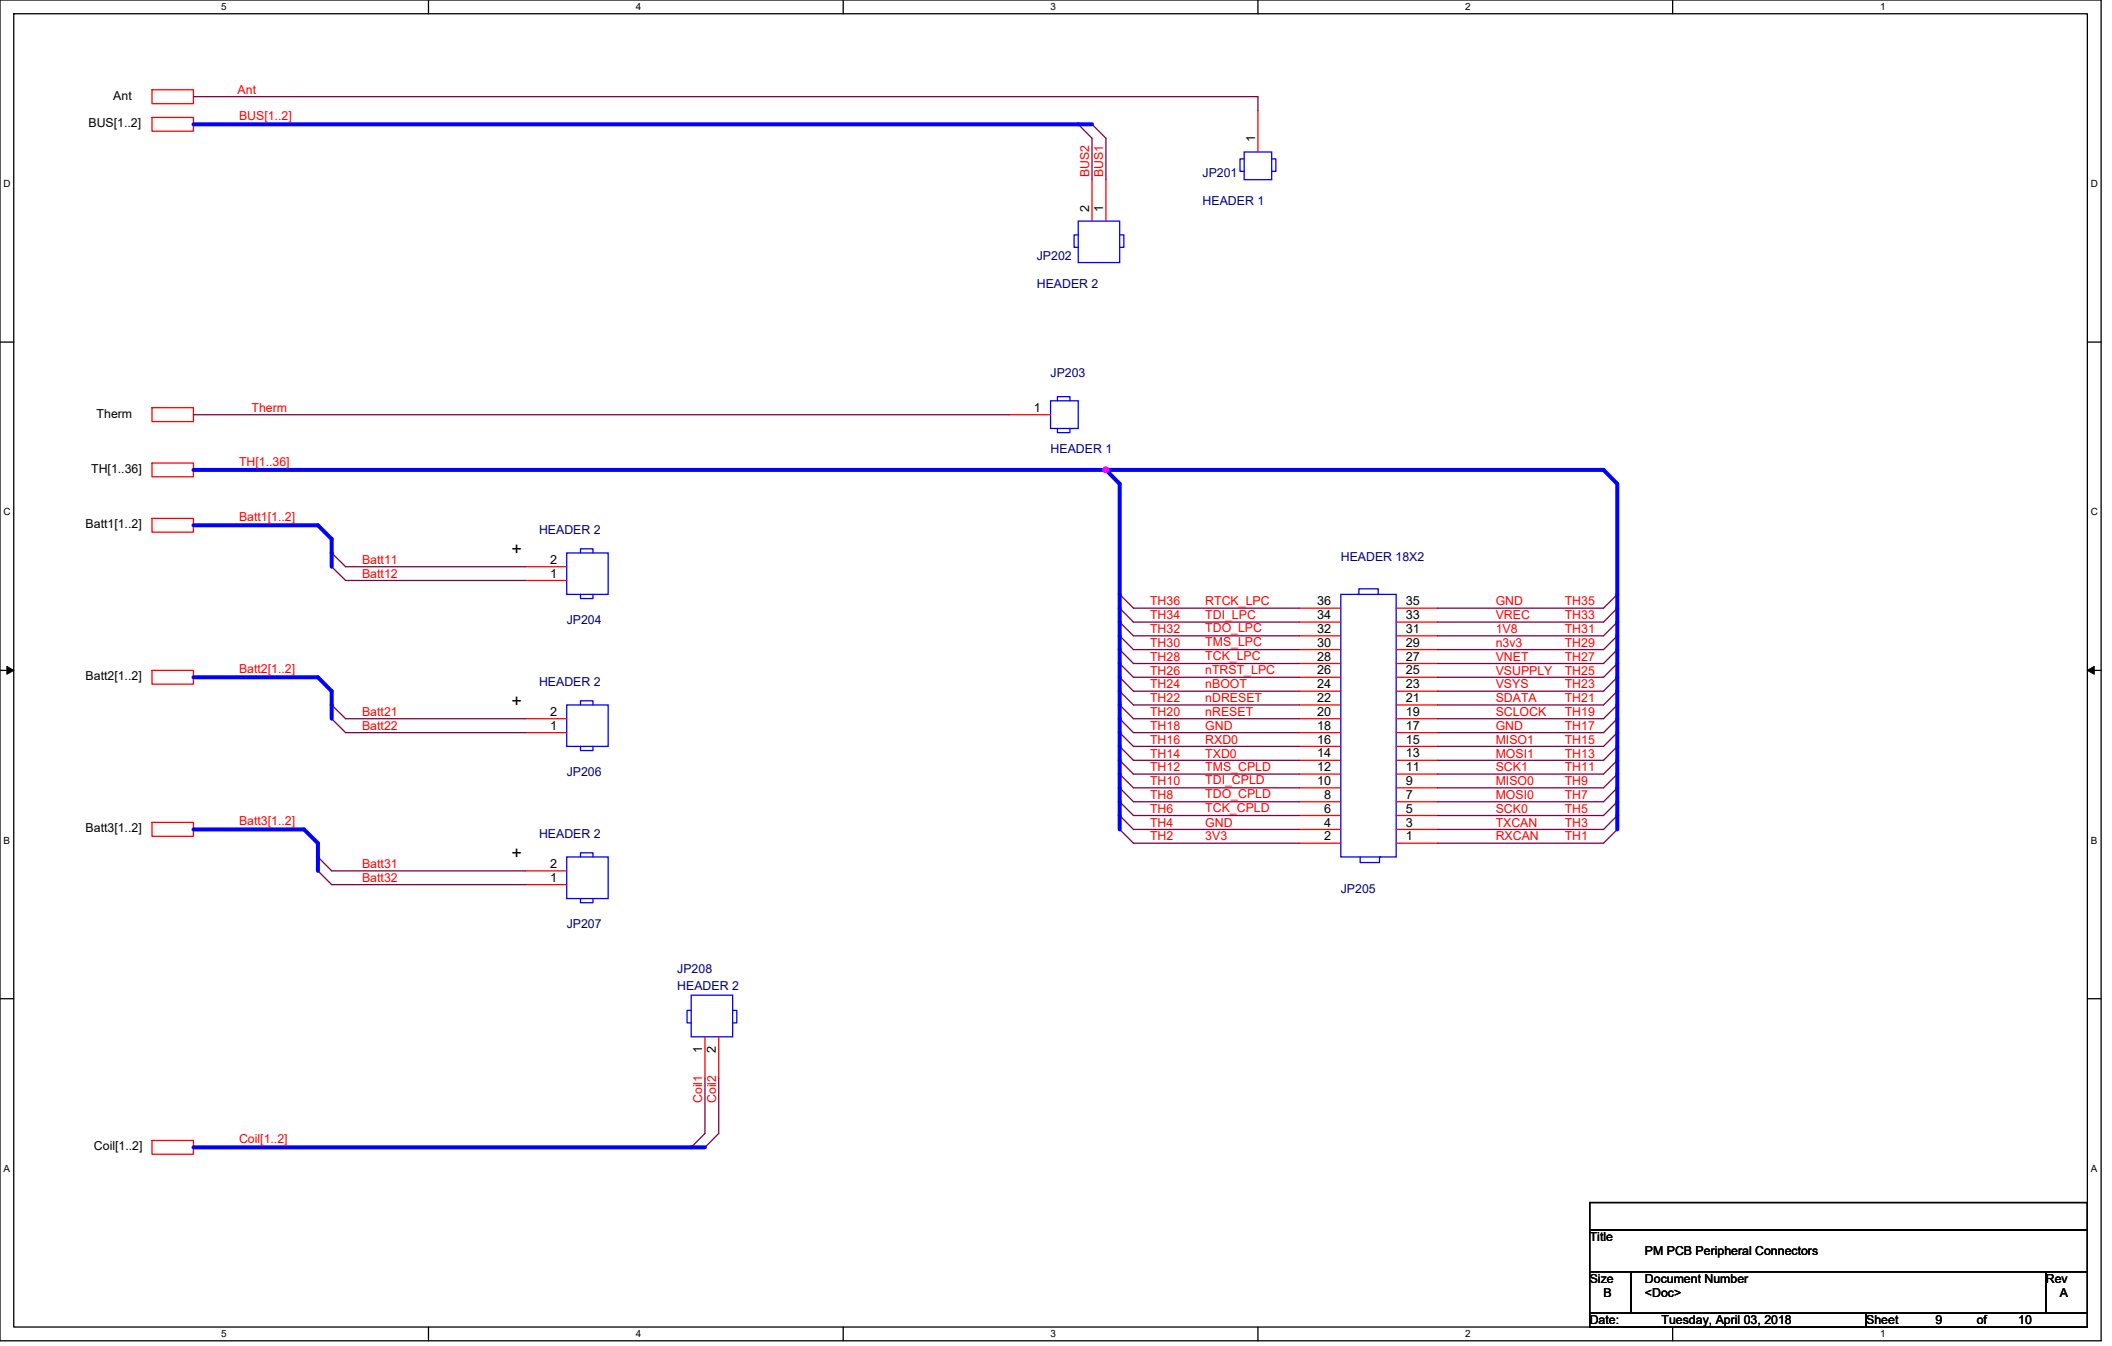 5 4 3 2 1
Ant Ant
BUS[1..2] BUS[1..2]
BUS2
BUS1
1
JP201
HEADER 1
2 1
JP202
HEADER 2
D D
JP203
Therm Therm 1
HEADER 1
TH[1..36] TH[1..36]
C C
Batt1[1..2] Batt1[1..2]
HEADER 2
+
Batt11 2
Batt12 1
JP204
Batt2[1..2] Batt2[1..2]
HEADER 2
+
Batt21 2
Batt22 1
JP206
Batt3[1..2] Batt3[1..2]
HEADER 2
+
Batt31 2
Batt32 1
JP207
HEADER 18X2
TH36 RTCK_LPC 36 35 GND TH35
TH34 TDI_LPC 34 33 VREC TH33
TH32 TDO_LPC 32 31 1V8 TH31
TH30 TMS_LPC 30 29 n3v3 TH29
TH28 TCK_LPC 28 27 VNET TH27
TH26 nTRST_LPC 26 25 VSUPPLY TH25
TH24 nBOOT 24 23 VSYS TH23
TH22 nDRESET 22 21 SDATA TH21
TH20 nRESET 20 19 SCLOCK TH19
TH18 GND 18 17 GND TH17
TH16 RXD0 16 15 MISO1 TH15
TH14 TXD0 14 13 MOSI1 TH13
TH12 TMS_CPLD 12 11 SCK1 TH11
TH10 TDI_CPLD 10 9 MISO0 TH9
TH8 TDO_CPLD 8 7 MOSI0 TH7
TH6 TCK_CPLD 6 5 SCK0 TH5
TH4 GND 4 3 TXCAN TH3
TH2 3V3 2 1 RXCAN TH1
JP205
B B
JP208
HEADER 2
1 2
Coil1
Coil2
Coil[1..2] Coil[1..2]
A A
Title
PM PCB Peripheral Connectors
Size Document Number Rev
B <Doc> A
Date: Tuesday, April 03, 2018 Sheet 9 of 10
5 4 3 2 1